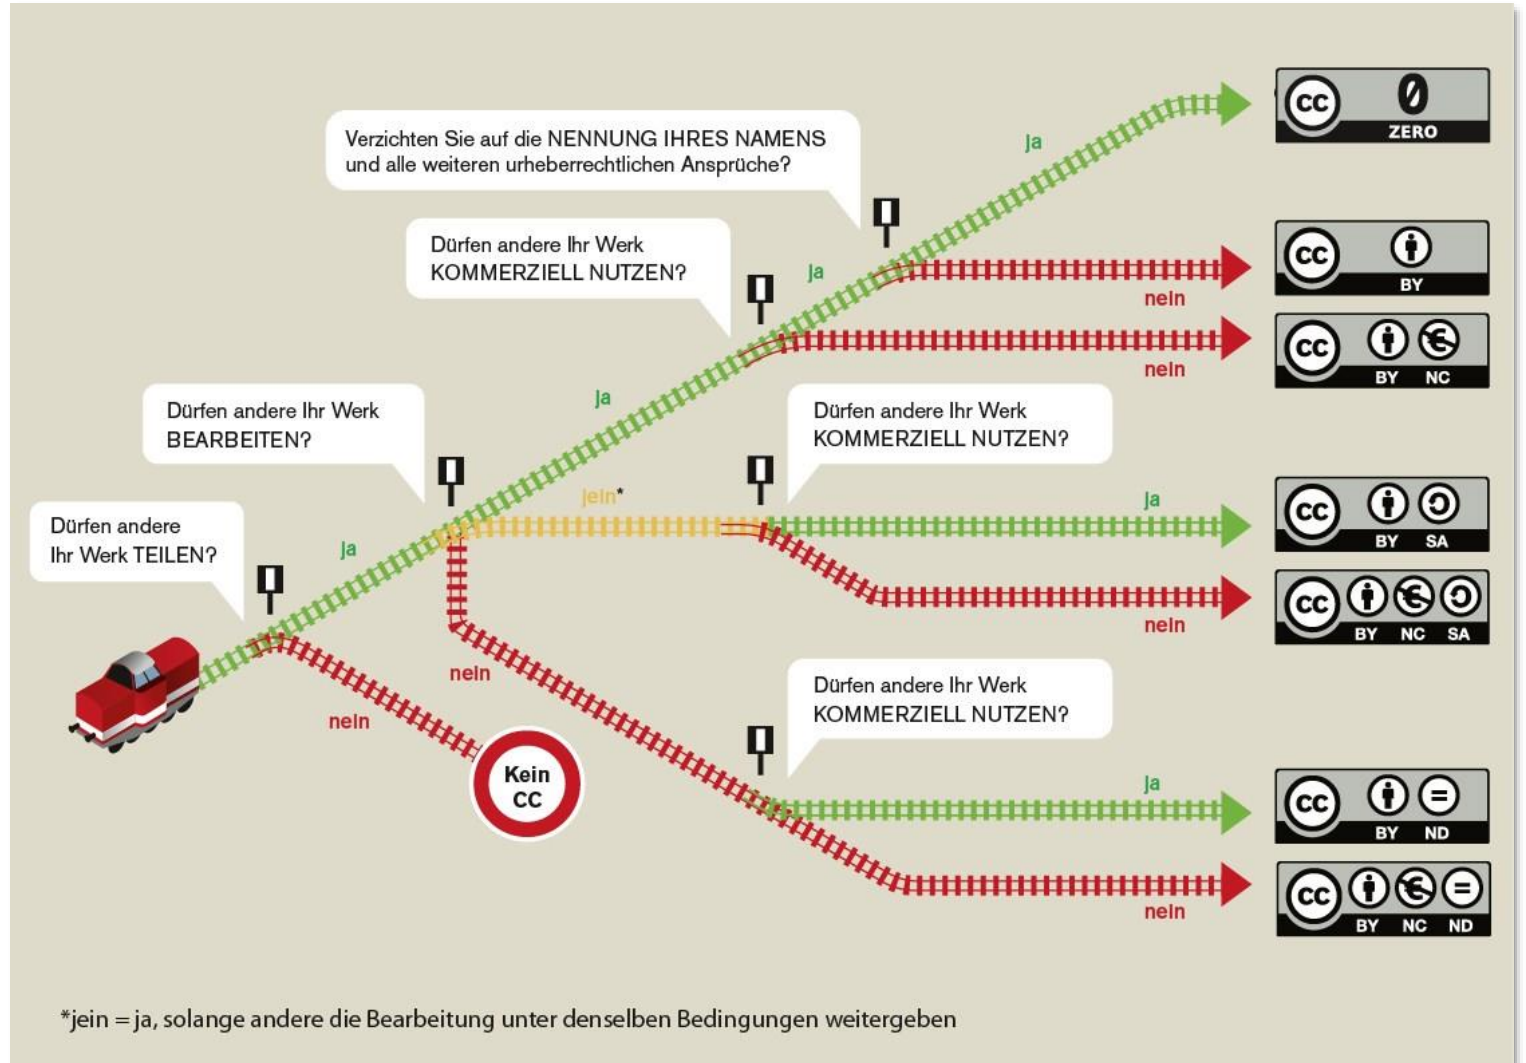 Verzichten Sie auf die NENNUNG IHRES NAMENS
und alle weiteren urheberrechtlichen Ansprüche?
ja
cc
0
ZERO
Dürfen andere Ihr Werk
KOMMERZIELL NUTZEN?
ja
nein
cc
BY
nein
cc
€
BY NC
Dürfen andere Ihr Werk
BEARBEITEN?
ja
Dürfen andere Ihr Werk
KOMMERZIELL NUTZEN?
jein*
ja
cc
BY SA
Dürfen andere
Ihr Werk TEILEN?
ja
nein
cc
€
BY NC SA
nein
nein
Kein
CC
Dürfen andere Ihr Werk
KOMMERZIELL NUTZEN?
ja
cc
=
BY ND
nein
cc
€ =
BY NC ND
*jein = ja, solange andere die Bearbeitung unter denselben Bedingungen weitergeben